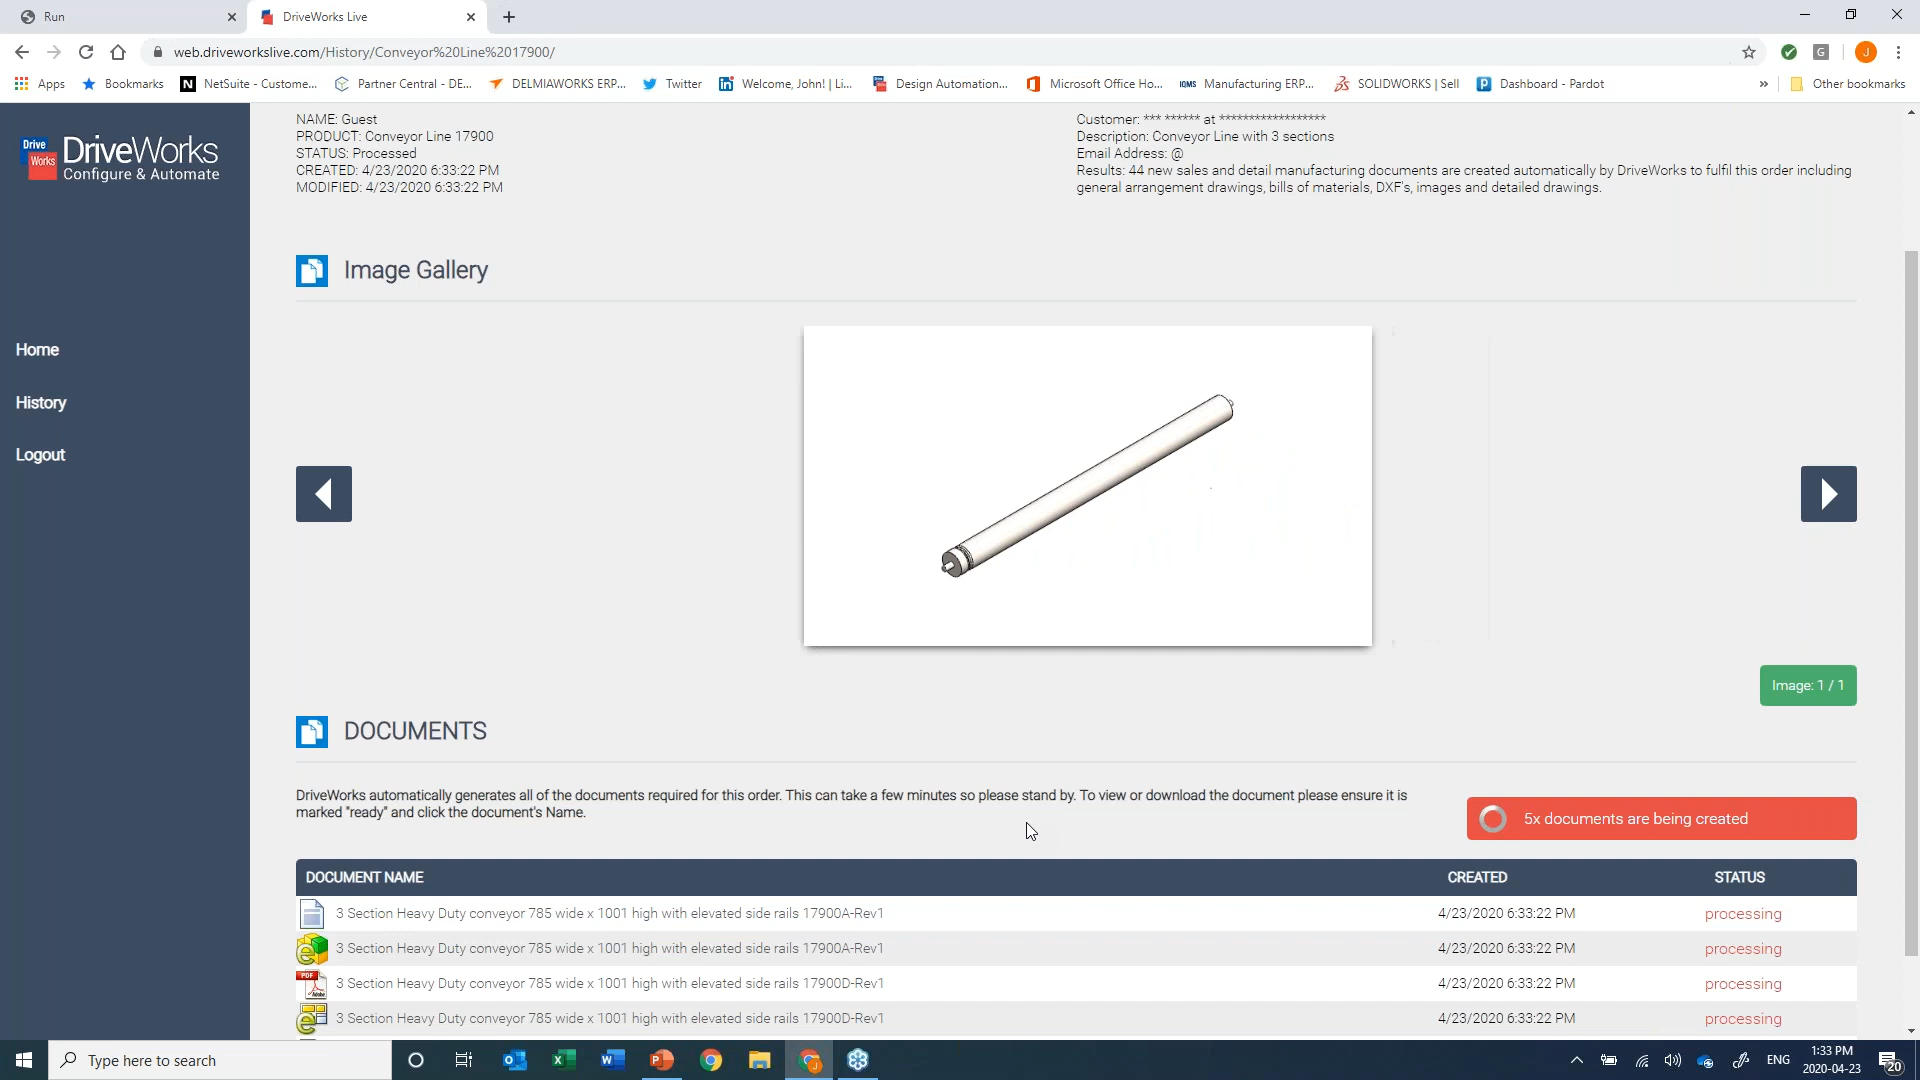 Run
DriveWorks Live
web.driveworkslive.com/History/Conveyor%20Line%2017900/
G
J
Apps
Bookmarks
N
NetSuite - Custome...
Partner Central - DE...
DELMIAWORKS ERP...
Twitter
Welcome, John! | Li...
Design Automation...
Microsoft Office Ho...
IQMS
Manufacturing ERP...
SOLIDWORKS | Sell
P
Dashboard - Pardot
»
Other bookmarks
Drive
Works
DriveWorks
Configure & Automate
Home
History
Logout
NAME: Guest
PRODUCT: Conveyor Line 17900
STATUS: Processed
CREATED: 4/23/2020 6:33:22 PM
MODIFIED: 4/23/2020 6:33:22 PM
Customer: *** ****** at ******************
Description: Conveyor Line with 3 sections
Email Address: @
Results: 44 new sales and detail manufacturing documents are created automatically by DriveWorks to fulfil this order including
general arrangement drawings, bills of materials, DXF's, images and detailed drawings.
Image Gallery
Image: 1 / 1
DOCUMENTS
DriveWorks automatically generates all of the documents required for this order. This can take a few minutes so please stand by. To view or download the document please ensure it is
marked "ready" and click the document's Name.
5x documents are being created
DOCUMENT NAME CREATED STATUS
3 Section Heavy Duty conveyor 785 wide x 1001 high with elevated side rails 17900A-Rev1 4/23/2020 6:33:22 PM processing
3 Section Heavy Duty conveyor 785 wide x 1001 high with elevated side rails 17900A-Rev1 4/23/2020 6:33:22 PM processing
PDF
Adobe
3 Section Heavy Duty conveyor 785 wide x 1001 high with elevated side rails 17900D-Rev1 4/23/2020 6:33:22 PM processing
3 Section Heavy Duty conveyor 785 wide x 1001 high with elevated side rails 17900D-Rev1 4/23/2020 6:33:22 PM processing
Type here to search
ENG
1:33 PM
2020-04-23
20